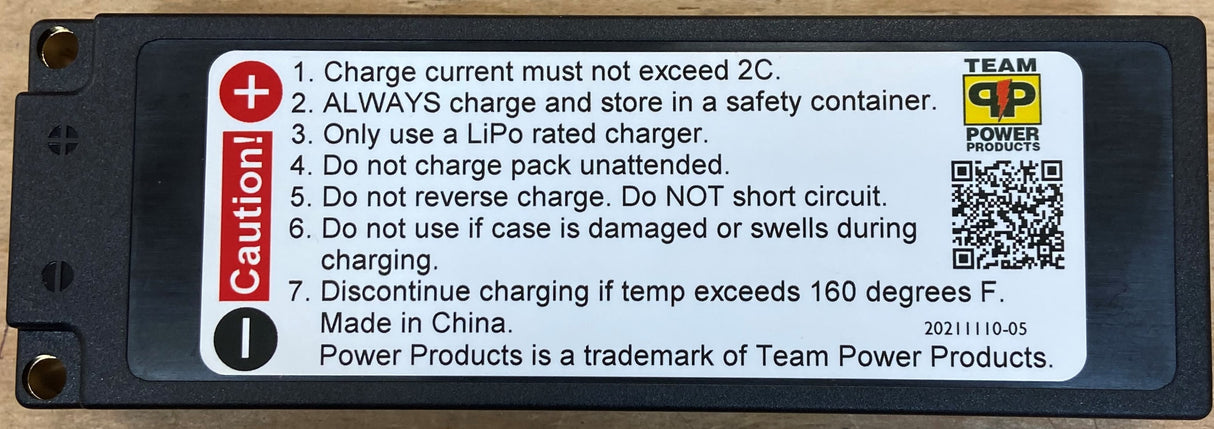 1. Charge current must not exceed 2C.
2. ALWAYS charge and store in a safety container.
3. Only use a LiPo rated charger.
4. Do not charge pack unattended.
5. Do not reverse charge. Do NOT short circuit.
6. Do not use if case is damaged or swells during
charging.
7. Discontinue charging if temp exceeds 160 degrees F.
Made in China.
Power Products is a trademark of Team Power Products.
Caution!
+
−
TEAM
PP
POWER
PRODUCTS
20211110-05